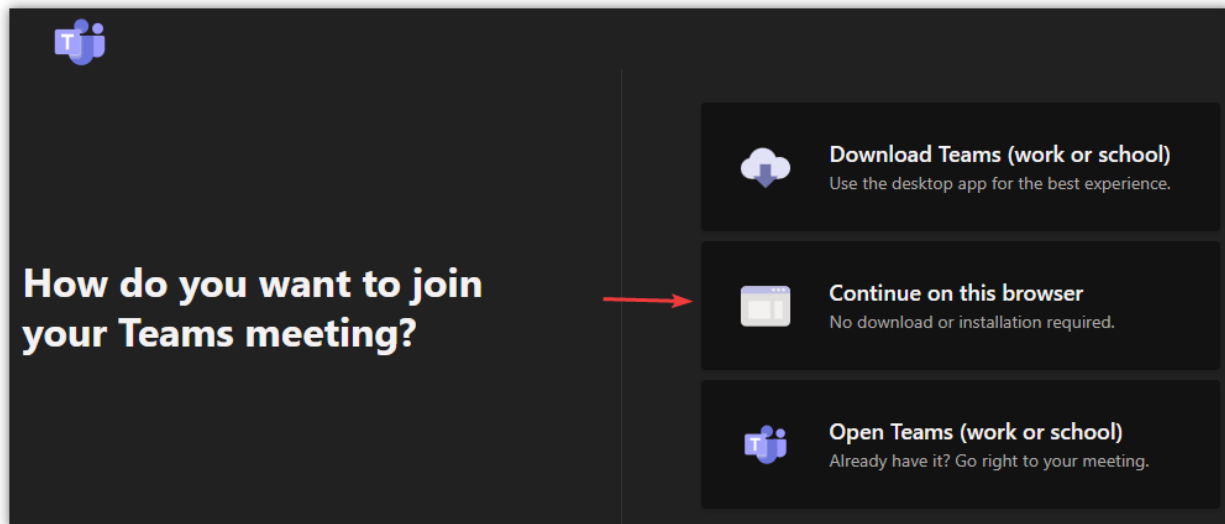 T
How do you want to join
your Teams meeting?
Download Teams (work or school)
Use the desktop app for the best experience.
Continue on this browser
No download or installation required.
T
Open Teams (work or school)
Already have it? Go right to your meeting.